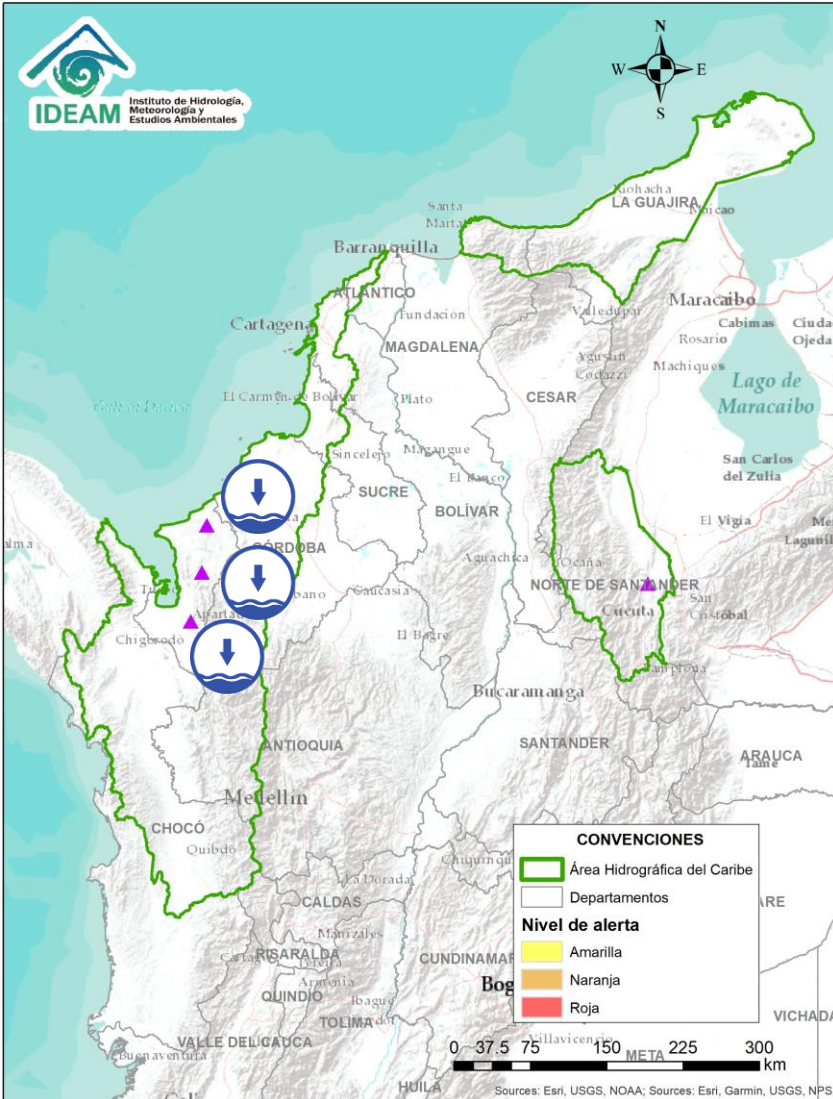 IDEAM
Instituto de Hidrología,
Meteorología y
Estudios Ambientales
N
W
E
S
Riohacha
LA GUAJIRA
Maicao
Santa
Marta
Barranquilla
ATLÁNTICO
Fundación
Cartagena
MAGDALENA
Valledupar
Maracaibo
Cabimas
Ciudad
Ojeda
Rosario
Machiques
Agustín
Codazzi
CESAR
El Carmen de Bolívar
Plato
Lago de
Maracaibo
Sincelejo
Magangué
San Carlos
del Zulia
El Banco
SUCRE
BOLÍVAR
El Vigía
CÓRDOBA
Aguachica
Ocaña
NORTE DE SANTANDER
Cúcuta
San
Cristóbal
Caucasia
Apartadó
Chigorodó
El Bagre
Pamplona
Bucaramanga
ANTIOQUIA
SANTANDER
ARAUCA
Tame
Medellín
CHOCÓ
Quibdó
La Dorada
CALDAS
Manizales
RISARALDA
Pereira
Armenia
QUINDÍO
Ibagué
TOLIMA
VALLE DEL CAUCA
Buenaventura
HUILA
Villavicencio
META
VICHADA
CONVENCIONES
Área Hidrográfica del Caribe
Departamentos
Nivel de alerta
Amarilla
Naranja
Roja
0 37.5 75 150 225 300
km
Sources: Esri, USGS, NOAA; Sources: Esri, Garmin, USGS, NPS